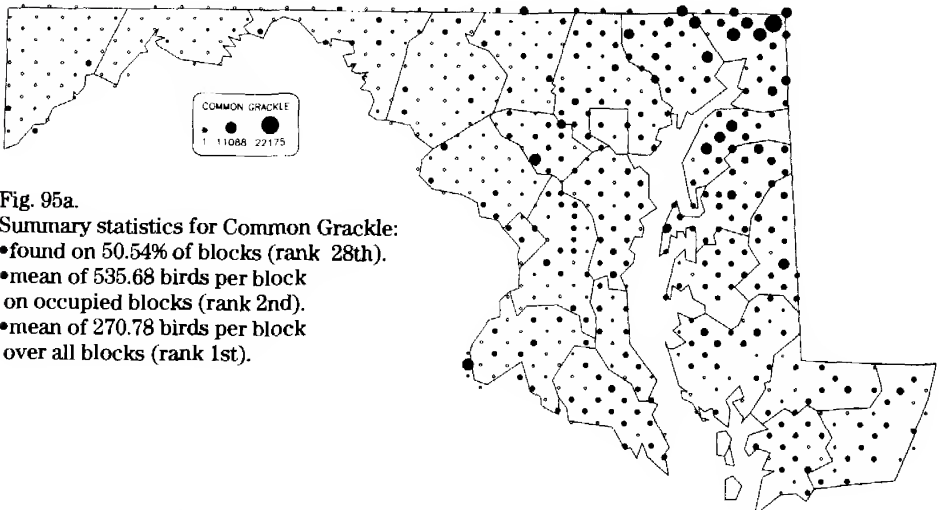 COMMON GRACKLE
1 11088 22175
Fig. 95a.
Summary statistics for Common Grackle:
•found on 50.54% of blocks (rank 28th).
•mean of 535.68 birds per block
on occupied blocks (rank 2nd).
•mean of 270.78 birds per block
over all blocks (rank 1st).